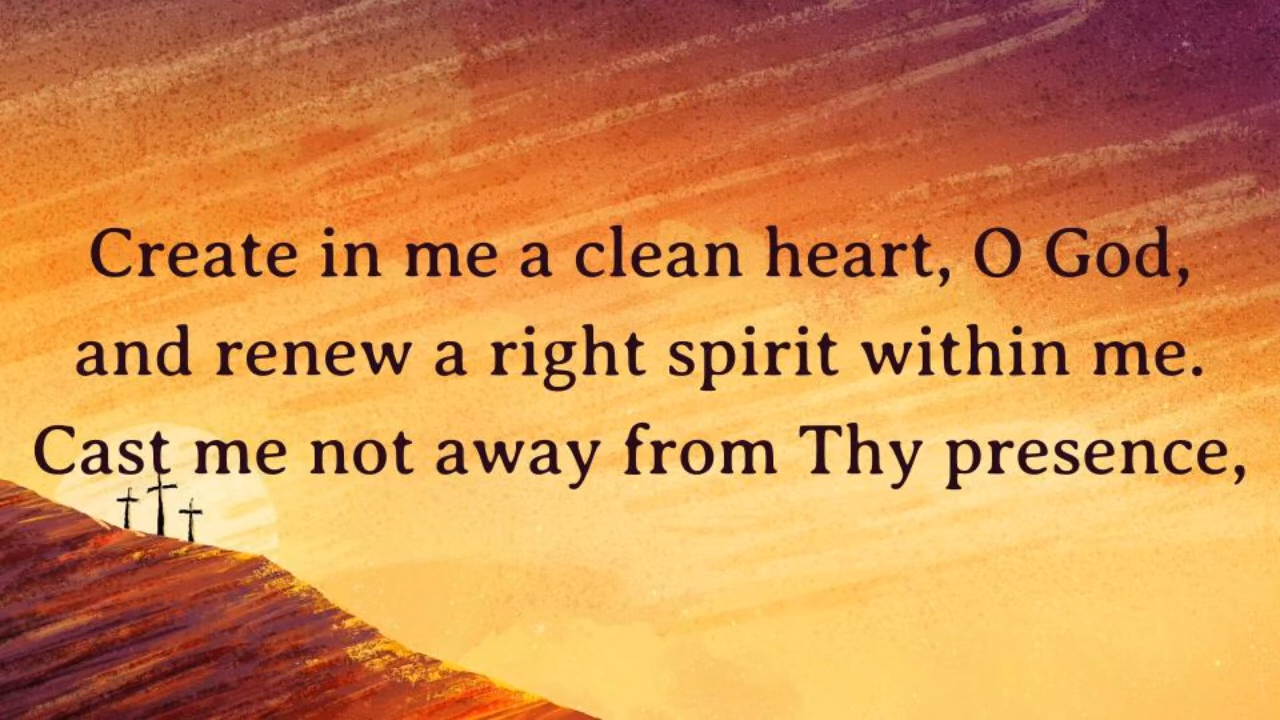 Create in me a clean heart, O God,
and renew a right spirit within me.
Cast me not away from Thy presence,